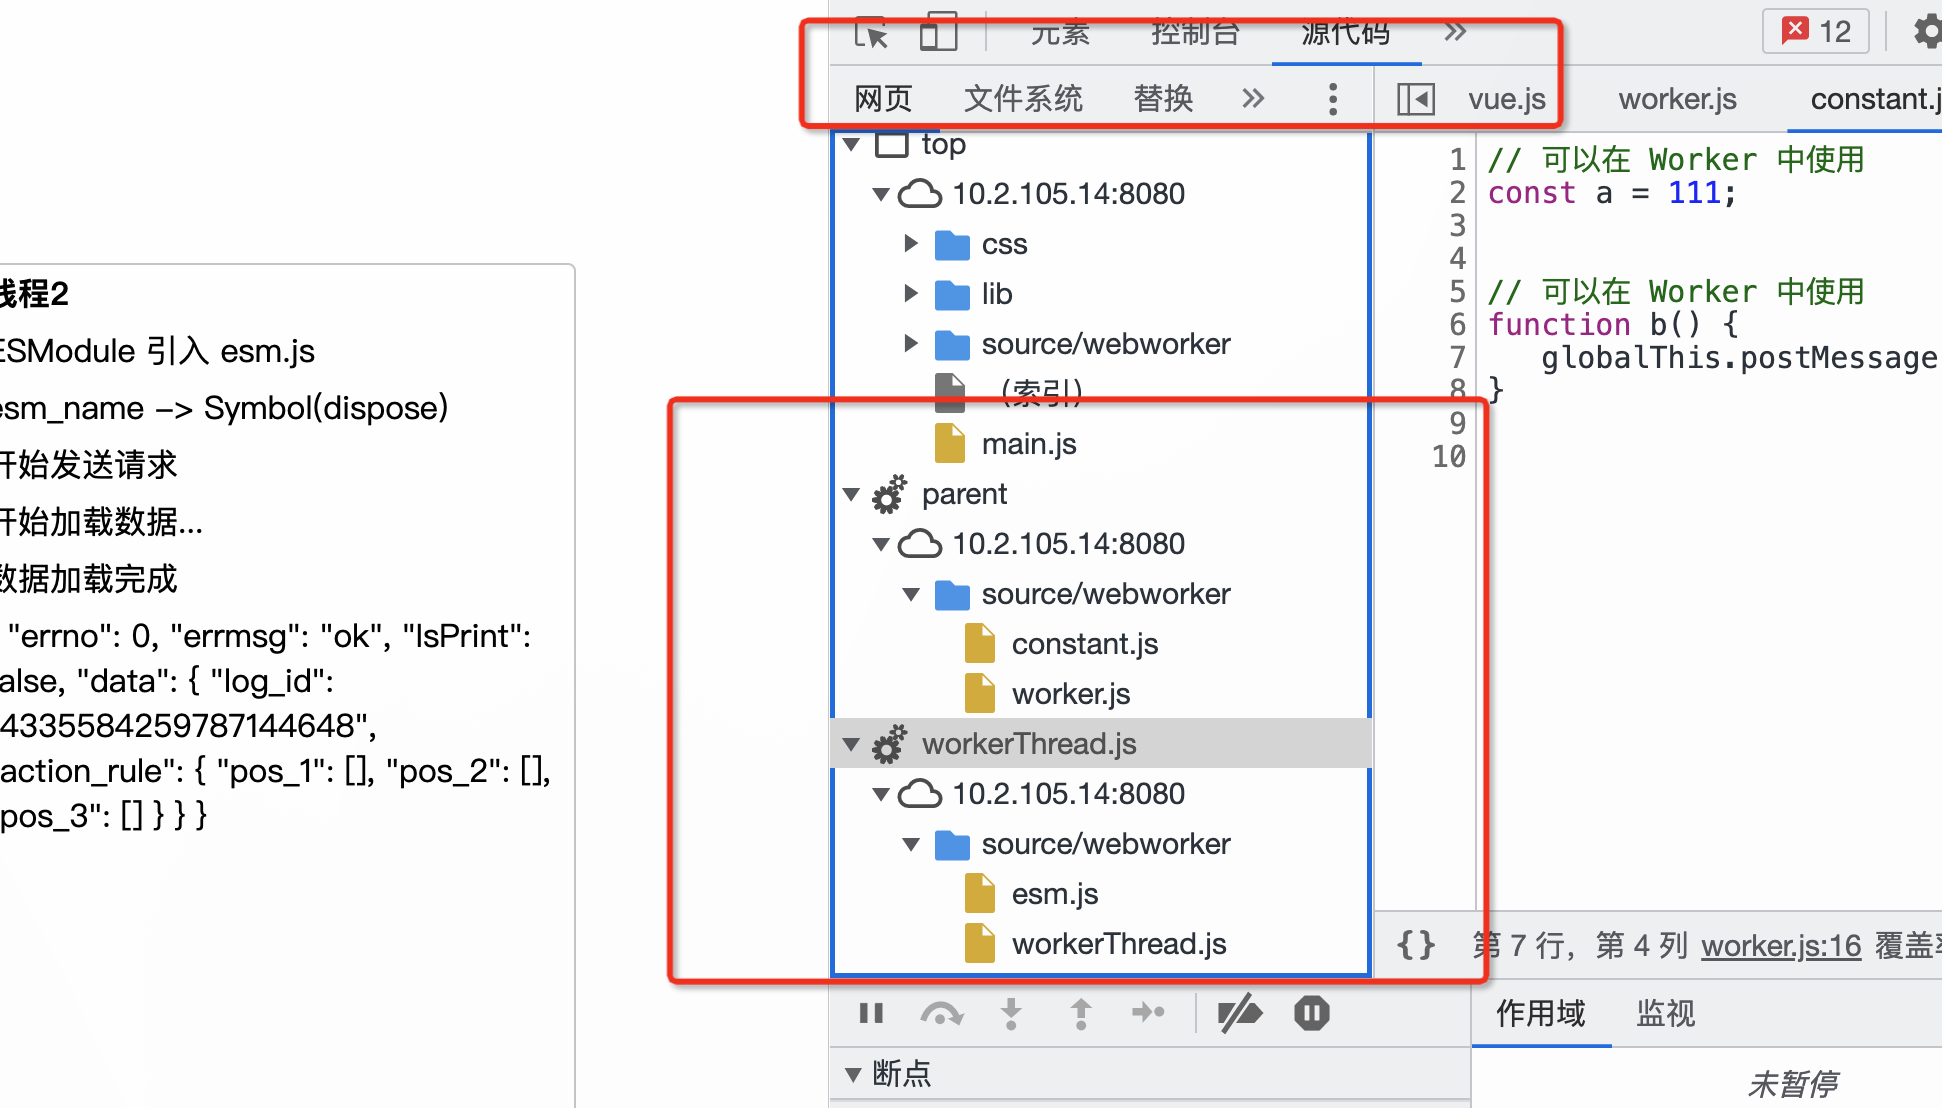 元素 控制台 源代码 12
网页 文件系统 替换 vue.js worker.js constant.j
top
10.2.105.14:8080
css
lib
source/webworker
(索引)
main.js
parent
10.2.105.14:8080
source/webworker
constant.js
worker.js
workerThread.js
10.2.105.14:8080
source/webworker
esm.js
workerThread.js
1 // 可以在 Worker 中使用
2 const a = 111;
3
4
5 // 可以在 Worker 中使用
6 function b() {
7 globalThis.postMessage
8 }
9
10
线程2
ESModule 引入 esm.js
esm_name -> Symbol(dispose)
开始发送请求
开始加载数据...
数据加载完成
"errno": 0, "errmsg": "ok", "IsPrint":
alse, "data": { "log_id":
4335584259787144648",
action_rule": { "pos_1": [], "pos_2": [],
pos_3": [] } } }
{} 第 7 行，第 4 列 worker.js:16 覆盖率
作用域 监视
断点
未暂停